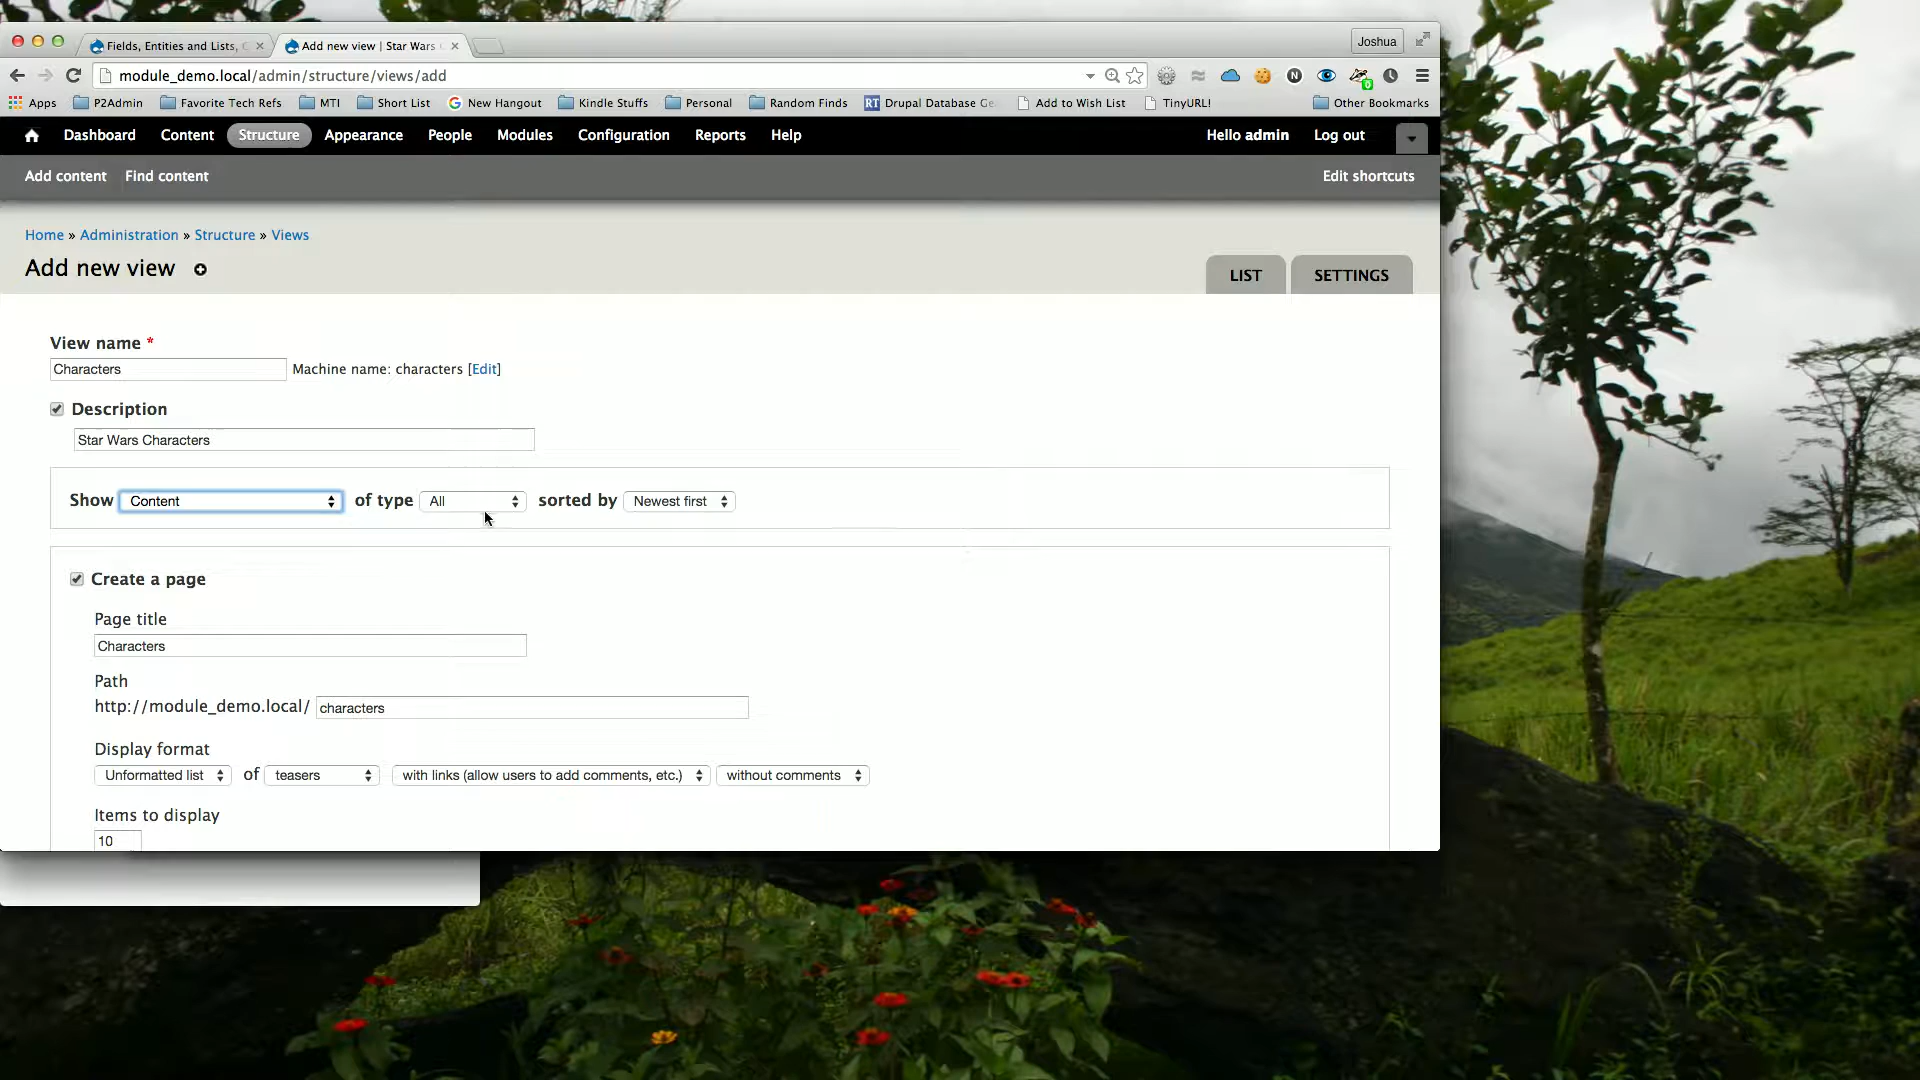 Fields, Entities and Lists,
Add new view | Star Wars
Joshua
module_demo.local/admin/structure/views/add
Apps P2Admin Favorite Tech Refs MTI Short List New Hangout Kindle Stuffs Personal Random Finds RT Drupal Database Add to Wish List TinyURL! Other Bookmarks
Dashboard Content Structure Appearance People Modules Configuration Reports Help Hello admin Log out
Add content Find content Edit shortcuts
Home » Administration » Structure » Views
Add new view
LIST SETTINGS
View name *
Characters Machine name: characters [Edit]
Description
Star Wars Characters
Show Content of type All sorted by Newest first
Create a page
Page title
Characters
Path
http://module_demo.local/ characters
Display format
Unformatted list of teasers with links (allow users to add comments, etc.) without comments
Items to display
10